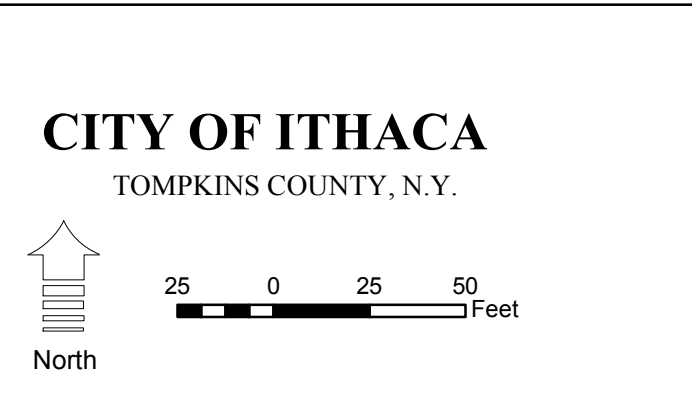 CITY OF ITHACA
TOMPKINS COUNTY, N.Y.
25 0 25 50
Feet
North